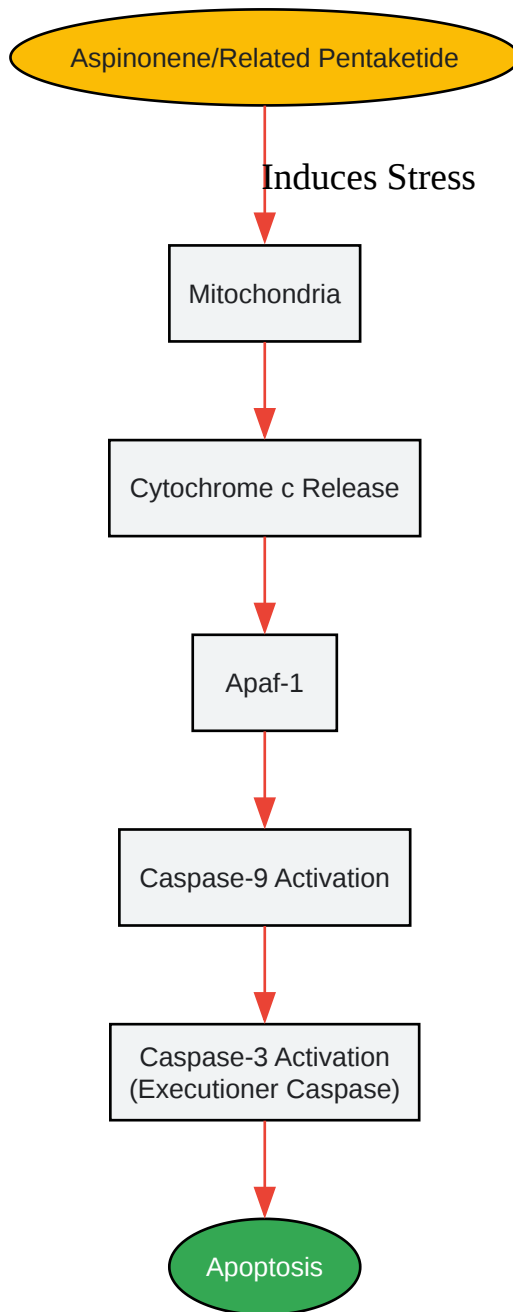 Aspinonene/Related Pentaketide
Induces Stress
Mitochondria
Cytochrome c Release
Apaf-1
Caspase-9 Activation
Caspase-3 Activation
(Executioner Caspase)
Apoptosis